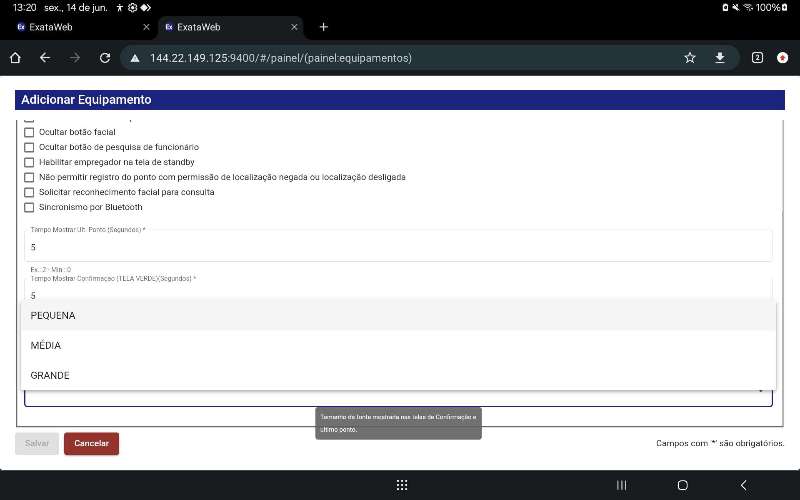 13:20 sex., 14 de jun.
100%
Ex ExataWeb
Ex ExataWeb
144.22.149.125:9400/#/painel/(painel:equipamentos)
2
Adicionar Equipamento
Ocultar botão facial
Ocultar botão de pesquisa de funcionário
Habilitar empregador na tela de standby
Não permitir registro do ponto com permissão de localização negada ou localização desligada
Solicitar reconhecimento facial para consulta
Sincronismo por Bluetooth
Tempo Mostrar Ult. Ponto (Segundos) *
5
Ex.: 2 - Min.: 0
Tempo Mostrar Confirmação (TELA VERDE)(Segundos) *
5
PEQUENA
MÉDIA
GRANDE
Tamanho da fonte mostrada nas telas de Confirmação e
ultimo ponto.
Salvar
Cancelar
Campos com '*' são obrigatórios.